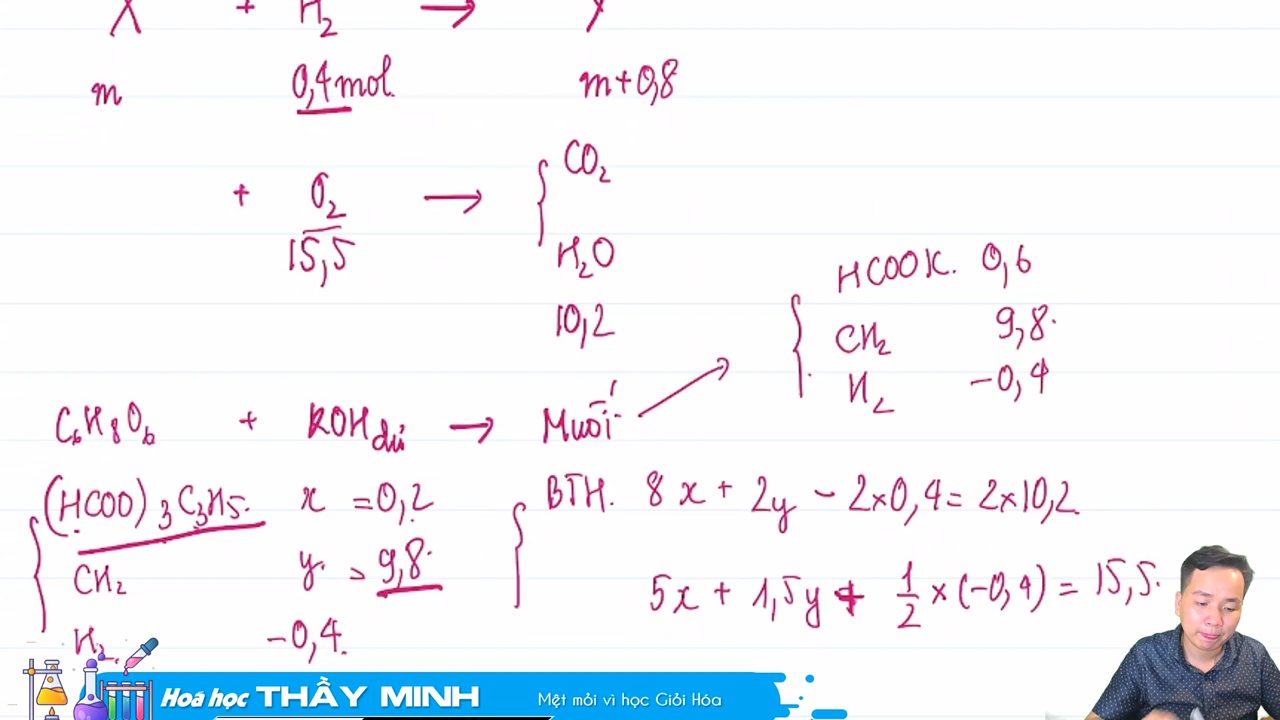 X + H2 → Y
m 0,4 mol. m + 0,8
+ O2 → { CO2
15,5 H2O
10,2
C6H8O6 + KOH dư → Muối
{ HCOOK. 0,6
CH2 9,8.
H2 -0,4
{ (HCOO)3C3H5. x = 0,2
CH2 y. = 9,8.
H2 -0,4.
{ BTH. 8x + 2y - 2×0,4 = 2×10,2
5x + 1,5y + 1/2 × (-0,4) = 15,5.
Hoá học THẦY MINH
Mệt mỏi vì học Giỏi Hóa